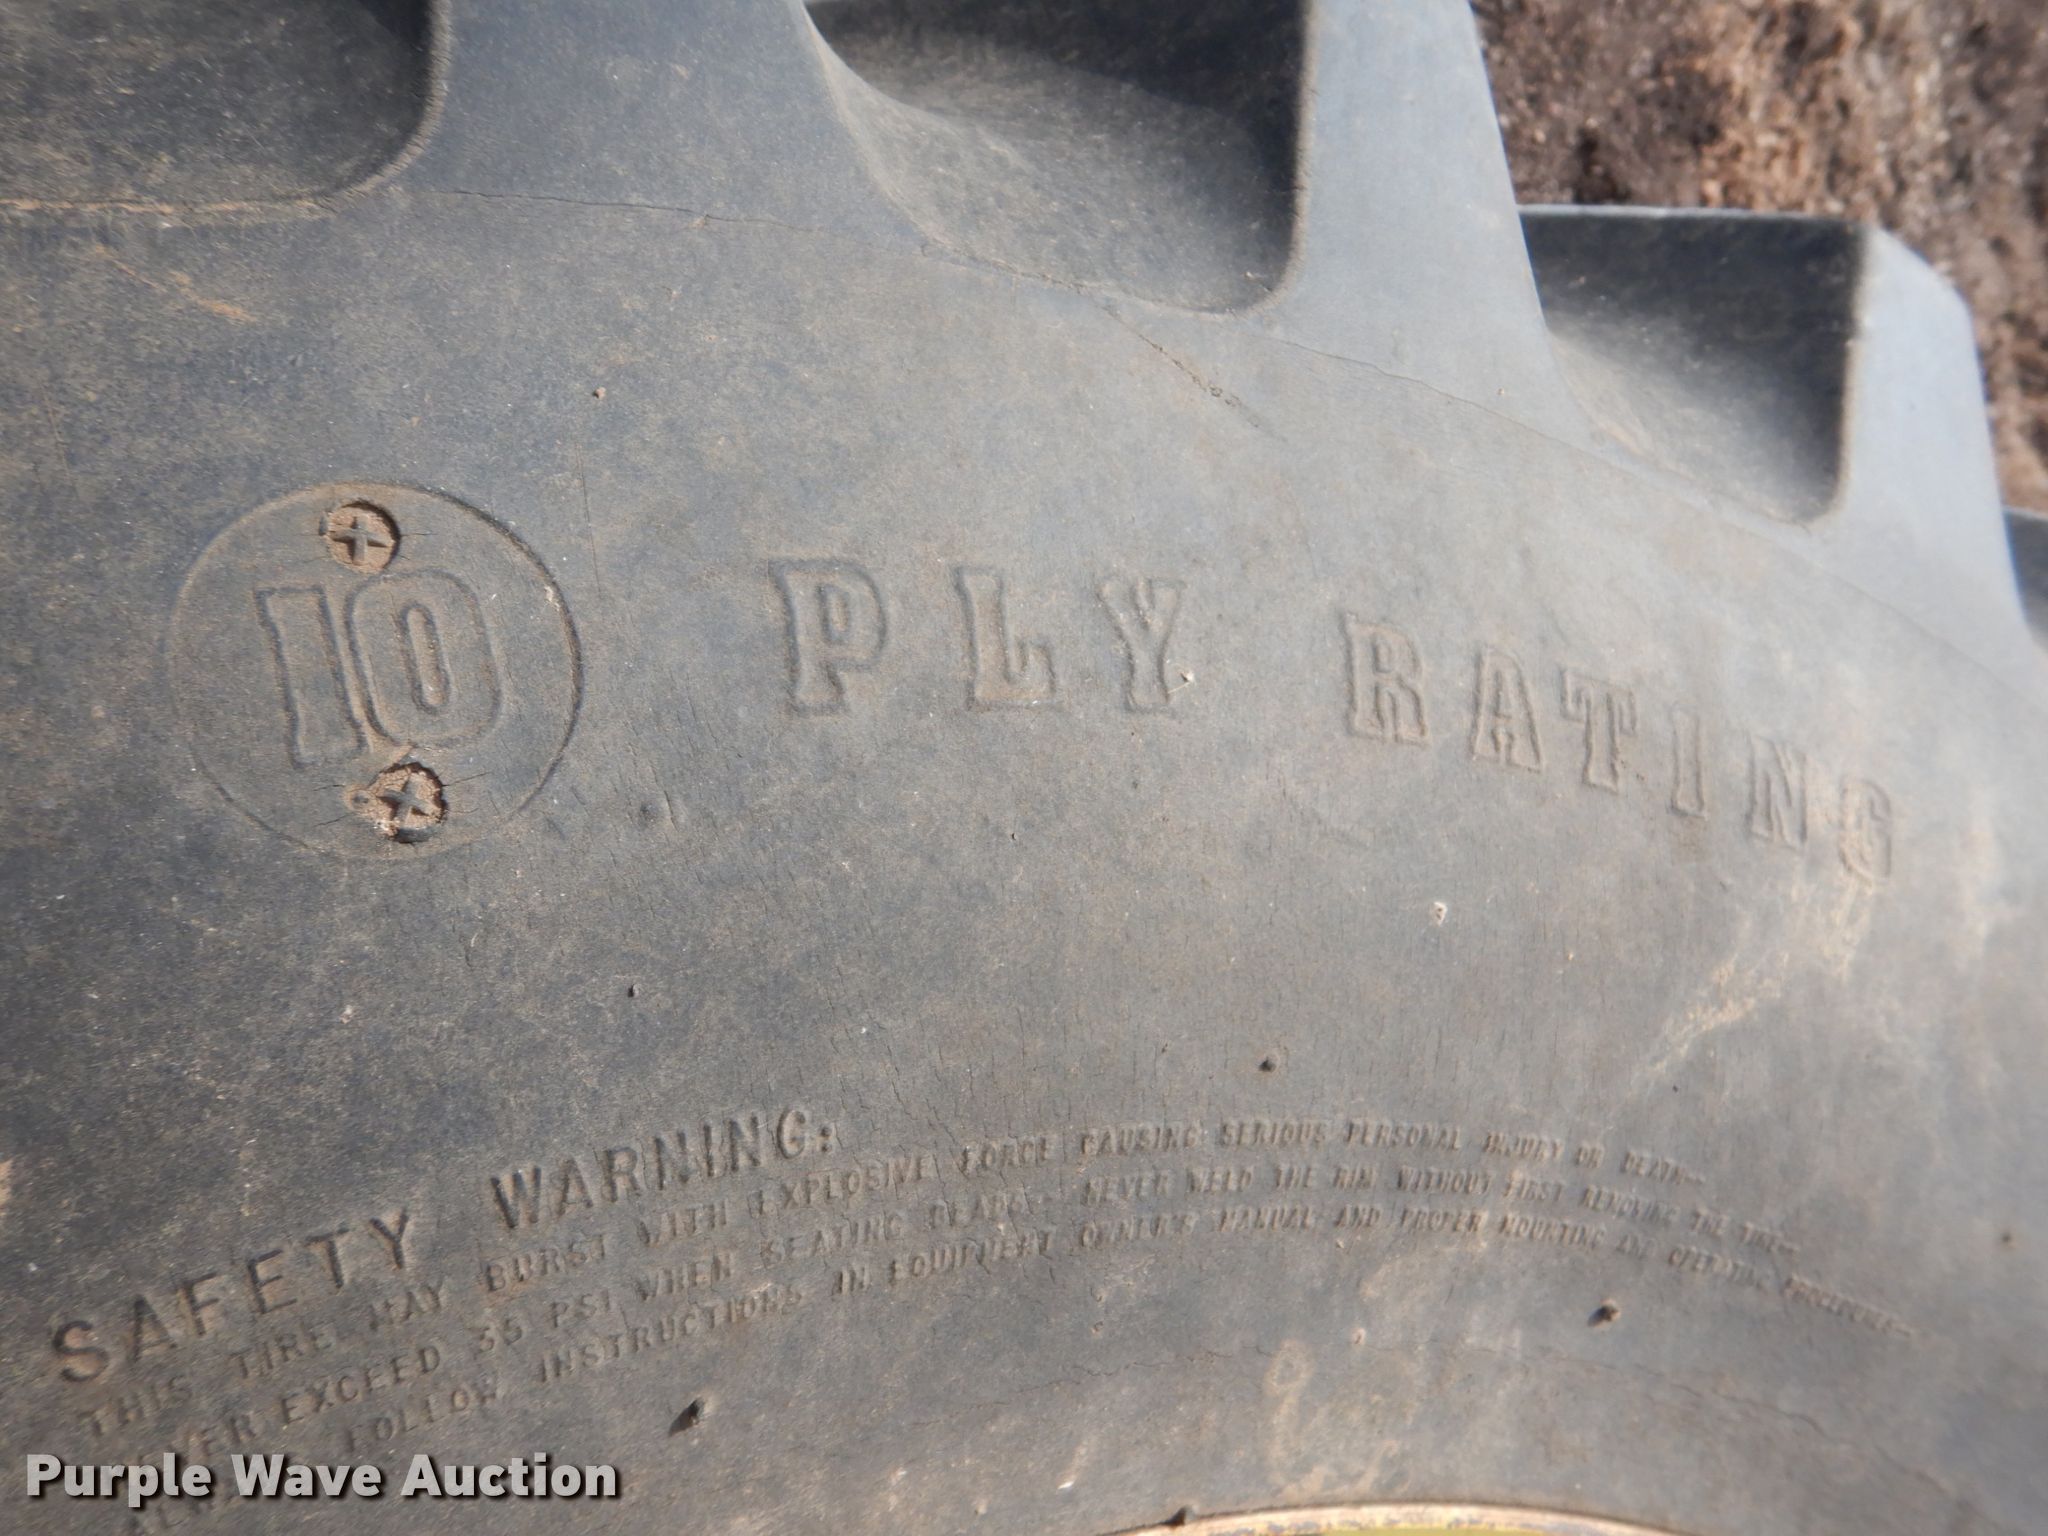 10 PLY RATING
SAFETY WARNING:
THIS TIRE MAY BURST WITH EXPLOSIVE FORCE CAUSING SERIOUS PERSONAL INJURY OR DEATH—
NEVER EXCEED 35 PSI WHEN SEATING BEADS— NEVER WELD THE RIM WITHOUT FIRST REMOVING THE TIRE—
FOLLOW INSTRUCTIONS IN EQUIPMENT OWNER'S MANUAL AND PROPER MOUNTING AND OPERATING PROCEDURES—
Purple Wave Auction